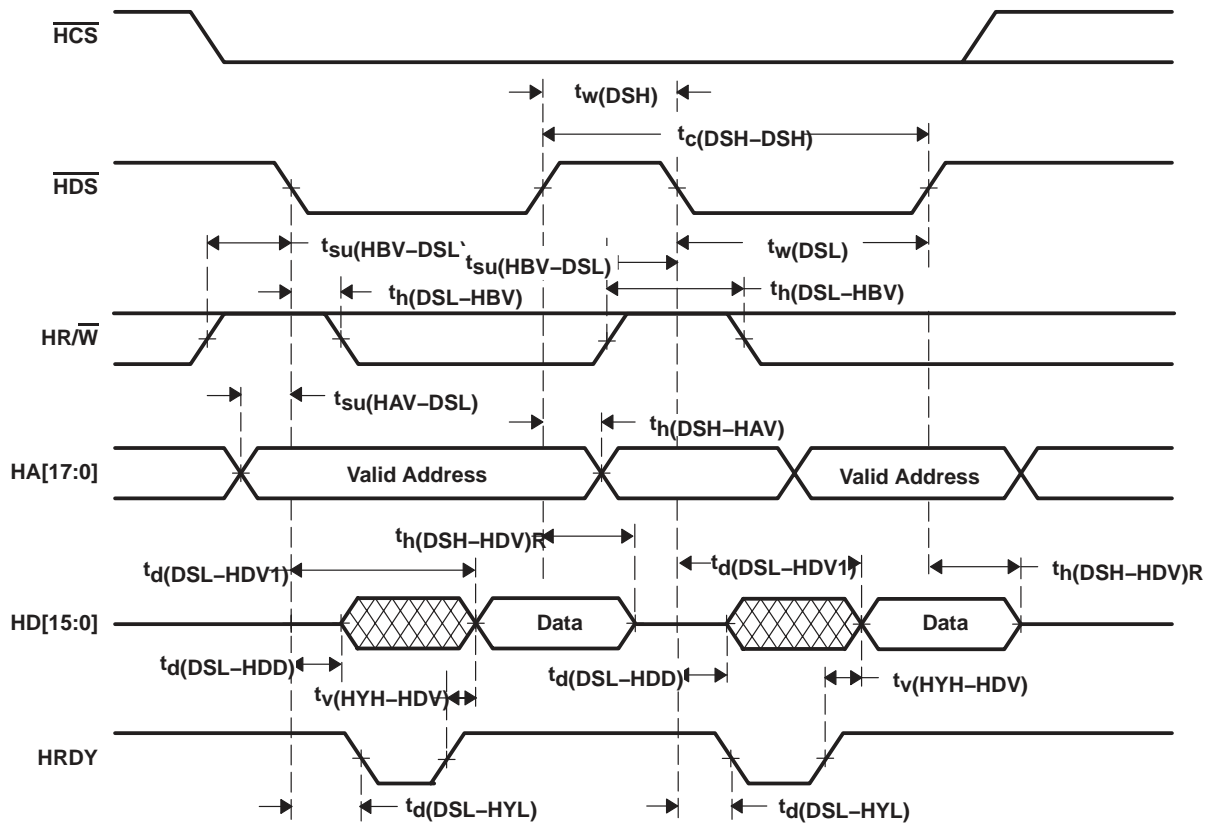 HCS
tw(DSH)
tc(DSH–DSH)
HDS
tsu(HBV–DSL)
tsu(HBV–DSL)
tw(DSL)
th(DSL–HBV)
th(DSL–HBV)
HR/W
tsu(HAV–DSL)
th(DSH–HAV)
HA[17:0]
Valid Address
Valid Address
th(DSH–HDV)R
td(DSL–HDV1)
td(DSL–HDV1)
th(DSH–HDV)R
HD[15:0]
Data
Data
td(DSL–HDD)
td(DSL–HDD)
tv(HYH–HDV)
tv(HYH–HDV)
HRDY
td(DSL–HYL)
td(DSL–HYL)